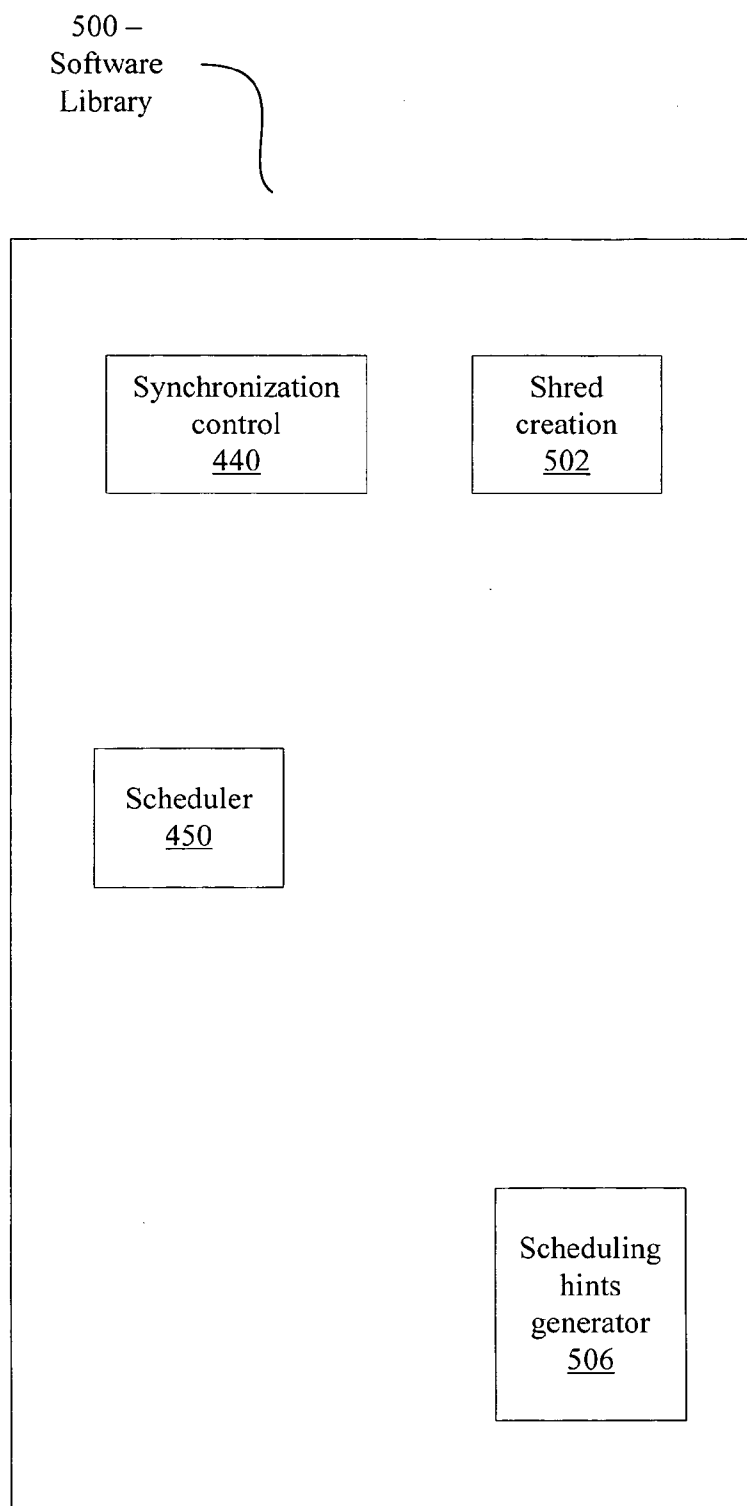 500 –
Software
Library
Synchronization
control
440
Shred
creation
502
Scheduler
450
Scheduling
hints
generator
506